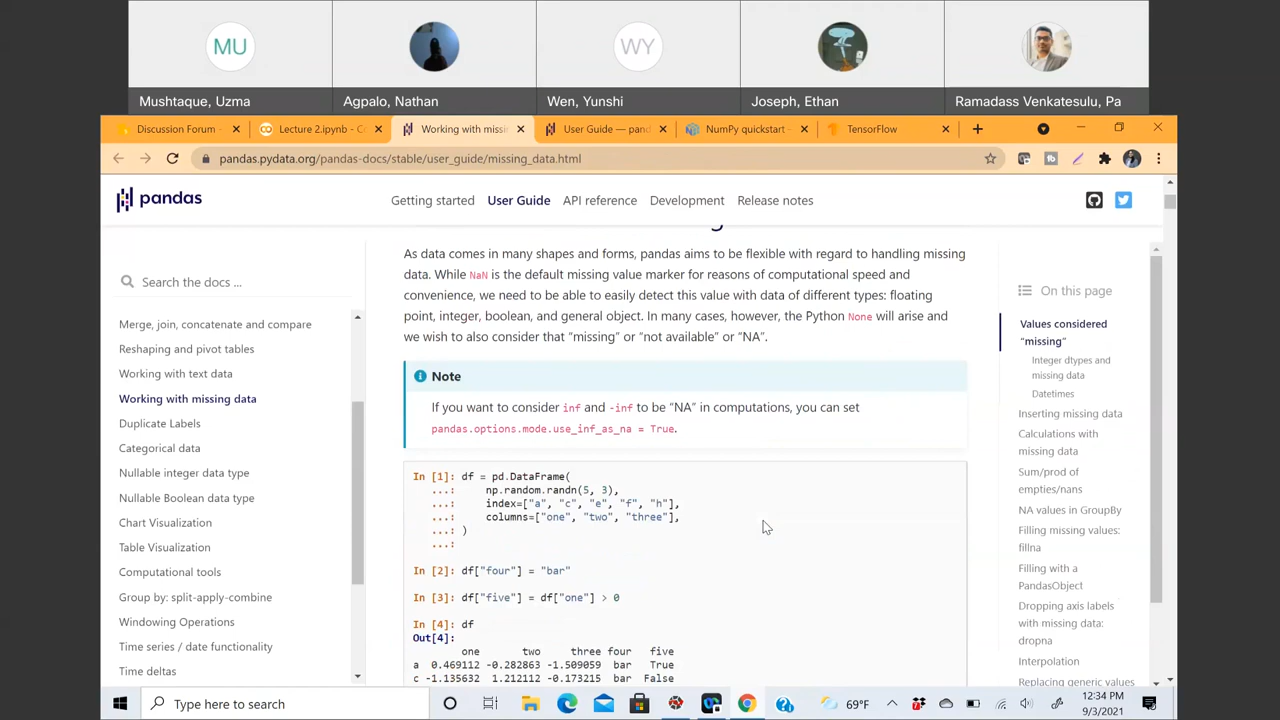 MU
WY
Mushtaque, Uzma
Agpalo, Nathan
Wen, Yunshi
Joseph, Ethan
Ramadass Venkatesulu, Pa
Discussion Forum -
Lecture 2.ipynb - C
Working with missi
User Guide — pand
NumPy quickstart -
TensorFlow
pandas.pydata.org/pandas-docs/stable/user_guide/missing_data.html
pandas
Getting started
User Guide
API reference
Development
Release notes
Search the docs ...
Merge, join, concatenate and compare
Reshaping and pivot tables
Working with text data
Working with missing data
Duplicate Labels
Categorical data
Nullable integer data type
Nullable Boolean data type
Chart Visualization
Table Visualization
Computational tools
Group by: split-apply-combine
Windowing Operations
Time series / date functionality
Time deltas
As data comes in many shapes and forms, pandas aims to be flexible with regard to handling missing
data. While NaN is the default missing value marker for reasons of computational speed and
convenience, we need to be able to easily detect this value with data of different types: floating
point, integer, boolean, and general object. In many cases, however, the Python None will arise and
we wish to also consider that “missing” or “not available” or “NA”.
Note
If you want to consider inf and -inf to be “NA” in computations, you can set
pandas.options.mode.use_inf_as_na = True.
In [1]: df = pd.DataFrame(
...: np.random.randn(5, 3),
...: index=["a", "c", "e", "f", "h"],
...: columns=["one", "two", "three"],
...: )
...:
In [2]: df["four"] = "bar"
In [3]: df["five"] = df["one"] > 0
In [4]: df
Out[4]:
one two three four five
a 0.469112 -0.282863 -1.509059 bar True
c -1.135632 1.212112 -0.173215 bar False
On this page
Values considered
“missing”
Integer dtypes and
missing data
Datetimes
Inserting missing data
Calculations with
missing data
Sum/prod of
empties/nans
NA values in GroupBy
Filling missing values:
fillna
Filling with a
PandasObject
Dropping axis labels
with missing data:
dropna
Interpolation
Replacing generic values
Type here to search
69°F
12:34 PM
9/3/2021